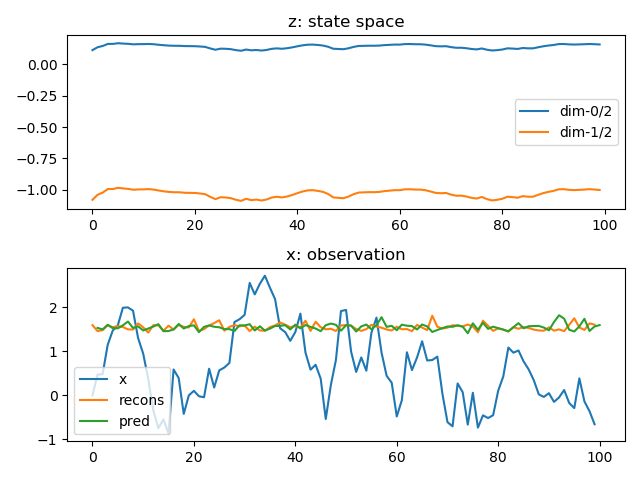 z: state space
0.00
-0.25
-0.50
-0.75
-1.00
dim-0/2
dim-1/2
0 20 40 60 80 100
x: observation
2
1
0
-1
x
recons
pred
0 20 40 60 80 100